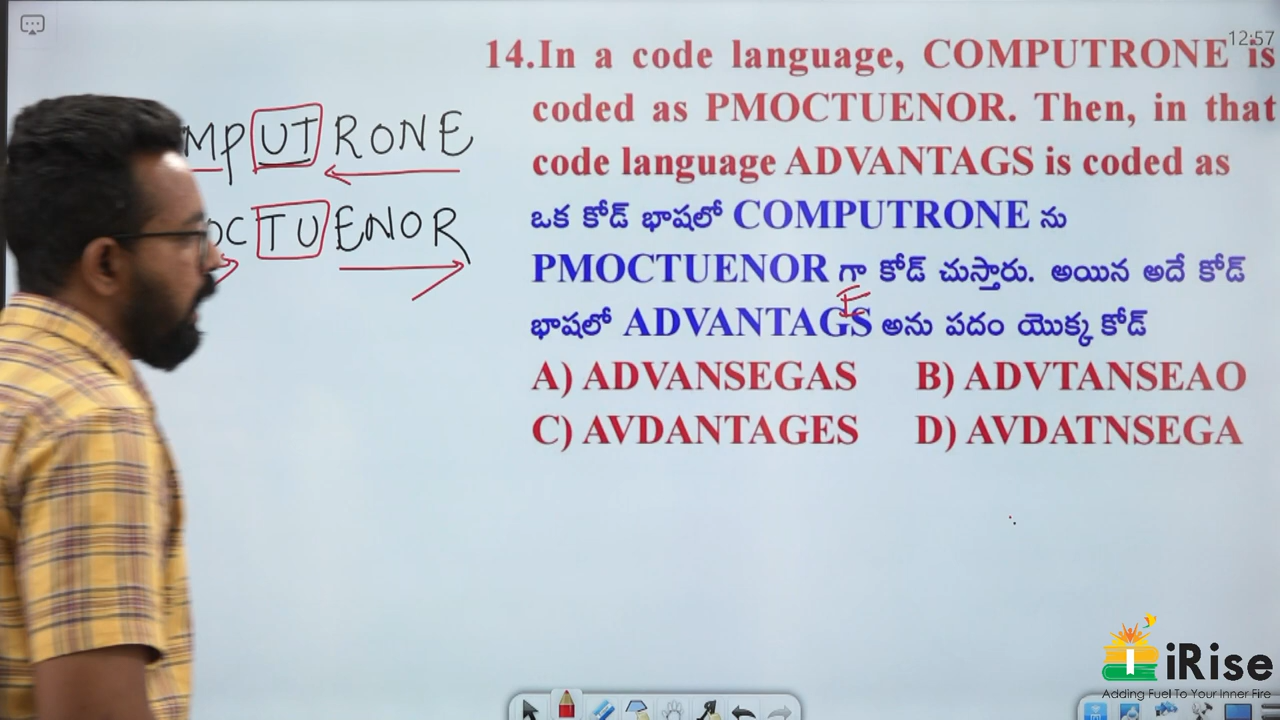 12:57
14.In a code language, COMPUTRONE is
coded as PMOCTUENOR. Then, in that
code language ADVANTAGS is coded as
ఒక కోడ్ భాషలో COMPUTRONE ను
PMOCTUENOR గా కోడ్ చుస్తారు. అయిన అదే కోడ్
E
భాషలో ADVANTAGS అను పదం యొక్క కోడ్
A) ADVANSEGAS B) ADVTANSEAO
C) AVDANTAGES D) AVDATNSEGA
MPUTRONE
OCTUENOR
iRise
Adding Fuel To Your Inner Fire